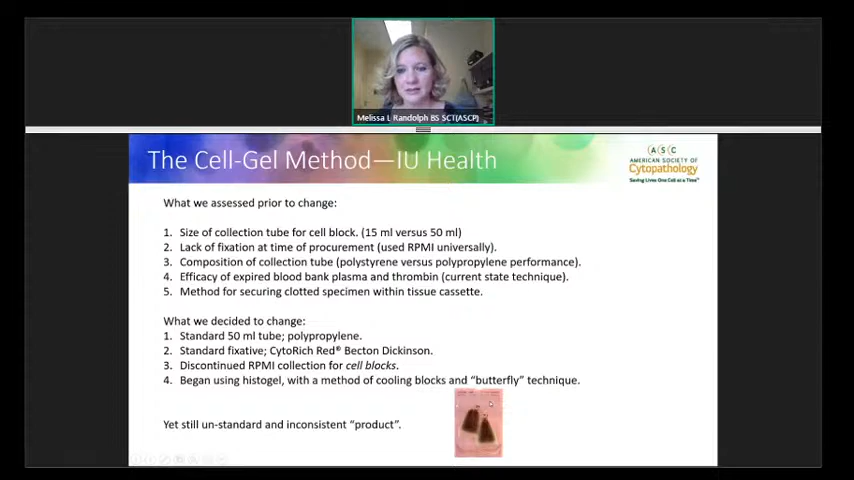 Melissa L Randolph BS SCT(ASCP)
The Cell-Gel Method—IU Health
A S C
AMERICAN SOCIETY OF
Cytopathology
Saving Lives One Cell at a Time™
What we assessed prior to change:
1. Size of collection tube for cell block. (15 ml versus 50 ml)
2. Lack of fixation at time of procurement (used RPMI universally).
3. Composition of collection tube (polystyrene versus polypropylene performance).
4. Efficacy of expired blood bank plasma and thrombin (current state technique).
5. Method for securing clotted specimen within tissue cassette.
What we decided to change:
1. Standard 50 ml tube; polypropylene.
2. Standard fixative; CytoRich Red® Becton Dickinson.
3. Discontinued RPMI collection for cell blocks.
4. Began using histogel, with a method of cooling blocks and “butterfly” technique.
Yet still un-standard and inconsistent “product”.